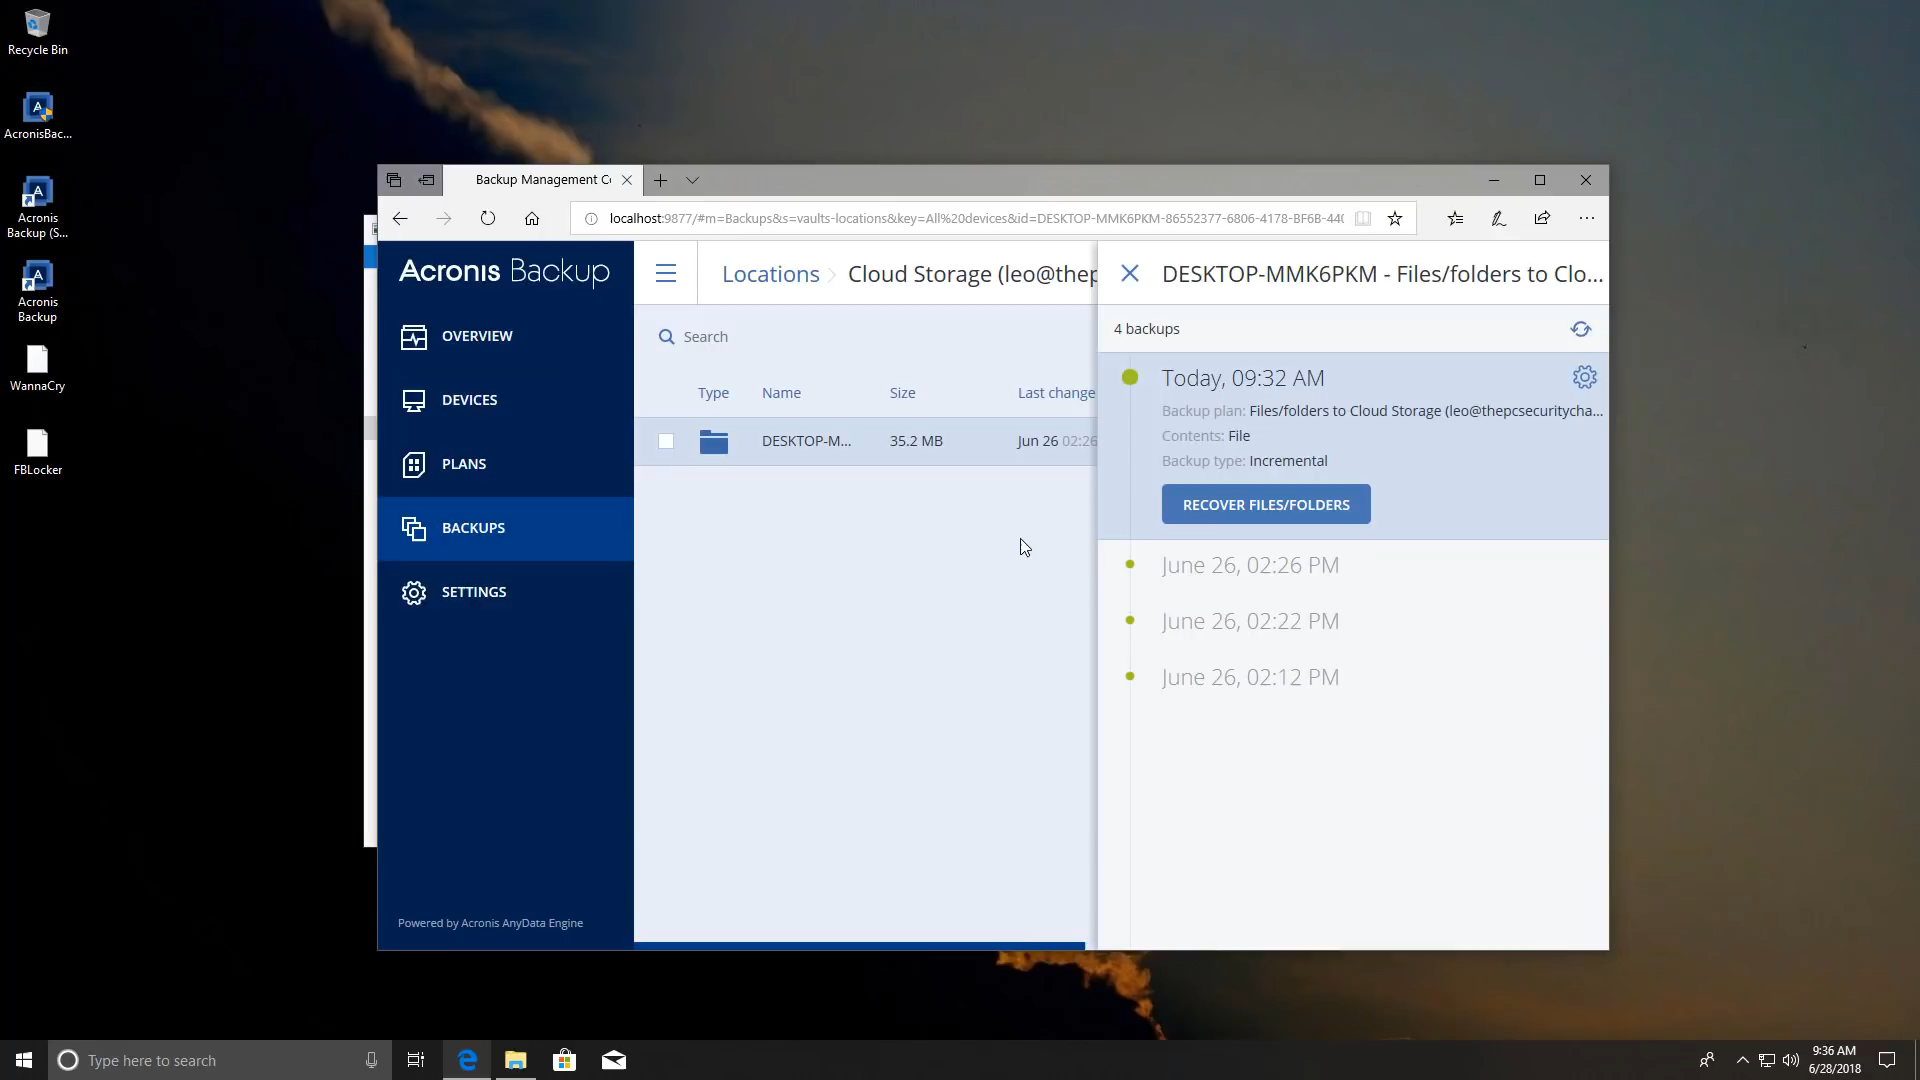 Recycle Bin
AcronisBac...
Acronis
Backup (S...
Acronis
Backup
WannaCry
FBLocker
Backup Management Co
localhost:9877/#m=Backups&s=vaults-locations&key=All%20devices&id=DESKTOP-MMK6PKM-86552377-6806-4178-BF6B-440
Acronis Backup
OVERVIEW
DEVICES
PLANS
BACKUPS
SETTINGS
Powered by Acronis AnyData Engine
Locations > Cloud Storage (leo@thep
Search
Type Name Size Last change
DESKTOP-M... 35.2 MB Jun 26 02:26
DESKTOP-MMK6PKM - Files/folders to Clo...
4 backups
Today, 09:32 AM
Backup plan: Files/folders to Cloud Storage (leo@thepcsecuritycha...
Contents: File
Backup type: Incremental
RECOVER FILES/FOLDERS
June 26, 02:26 PM
June 26, 02:22 PM
June 26, 02:12 PM
Type here to search
9:36 AM
6/28/2018